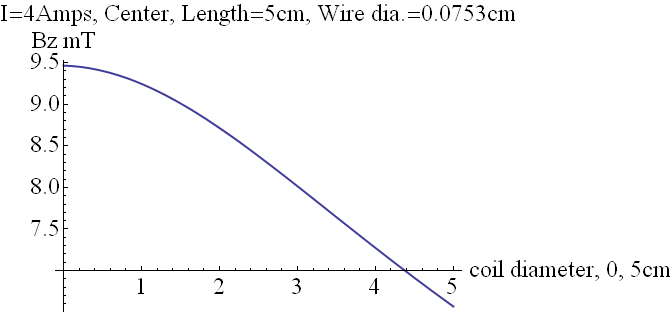 I=4Amps, Center, Length=5cm, Wire dia.=0.0753cm
Bz mT
9.5
9.0
8.5
8.0
7.5
1 2 3 4 5
coil diameter, 0, 5cm